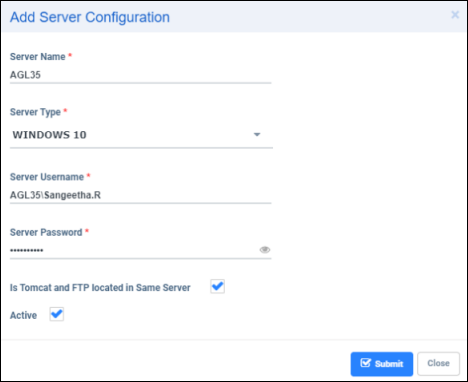 Add Server Configuration ×
Server Name *
AGL35
Server Type *
WINDOWS 10
Server Username *
AGL35\Sangeetha.R
Server Password *
••••••••••
Is Tomcat and FTP located in Same Server
Active
Submit Close